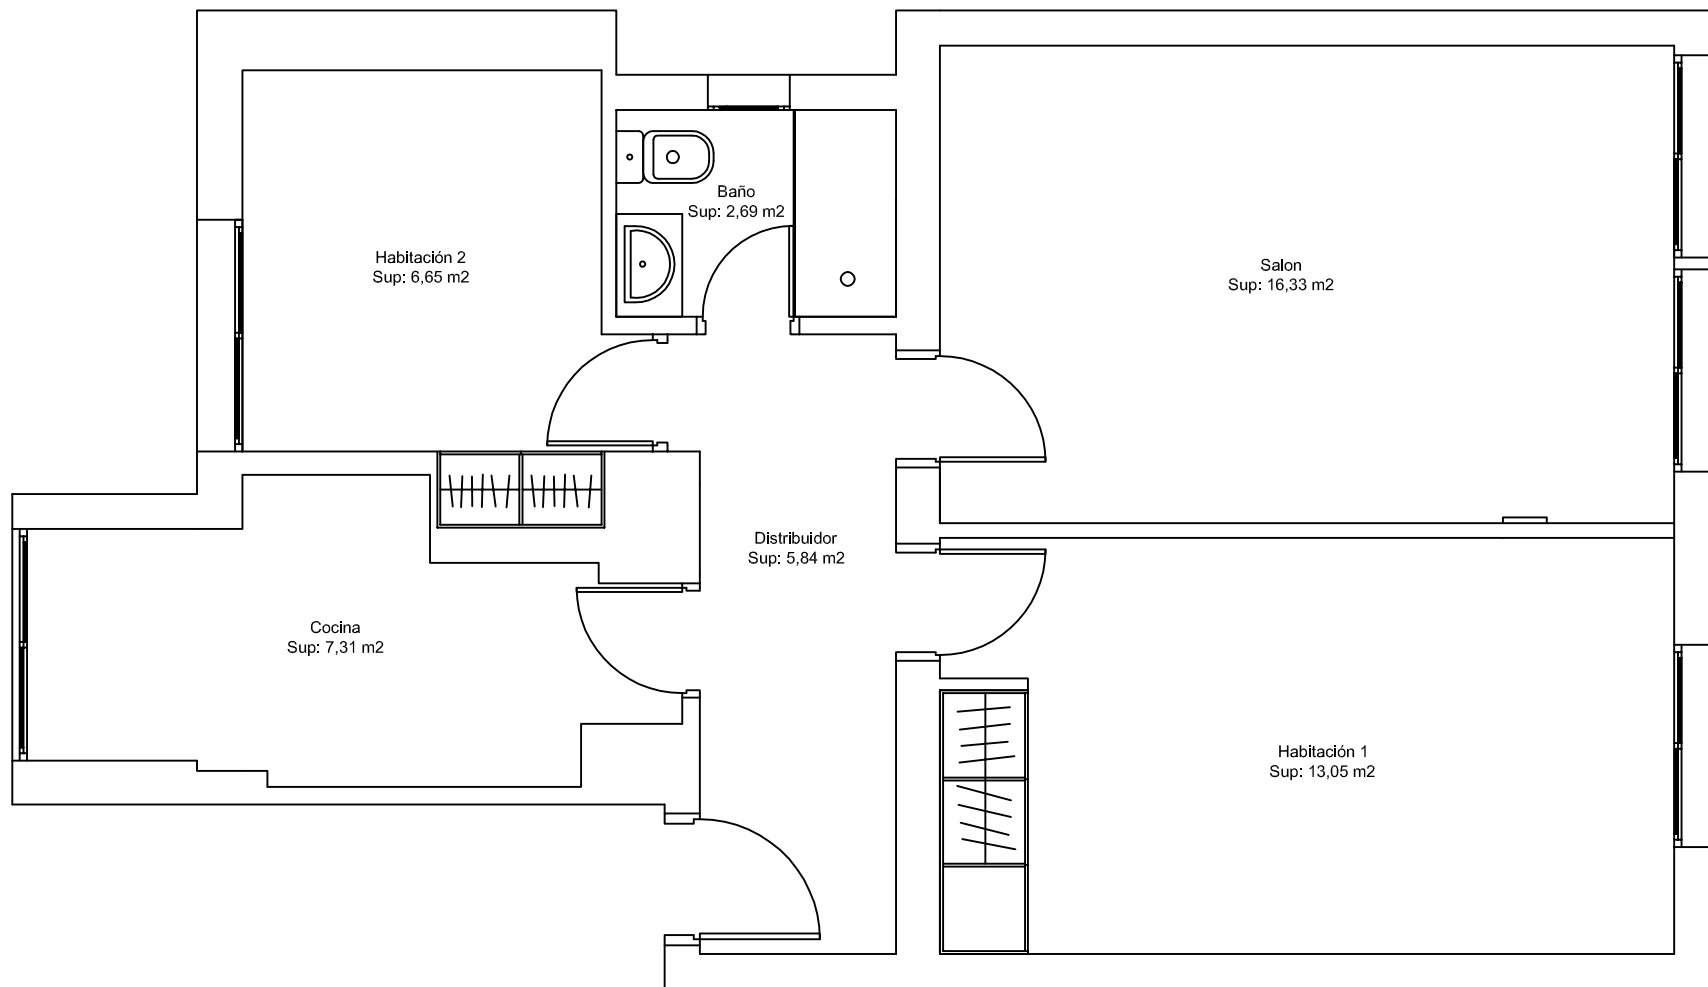 Baño
Sup: 2,69 m2
Habitación 2
Sup: 6,65 m2
Salon
Sup: 16,33 m2
Distribuidor
Sup: 5,84 m2
Cocina
Sup: 7,31 m2
Habitación 1
Sup: 13,05 m2